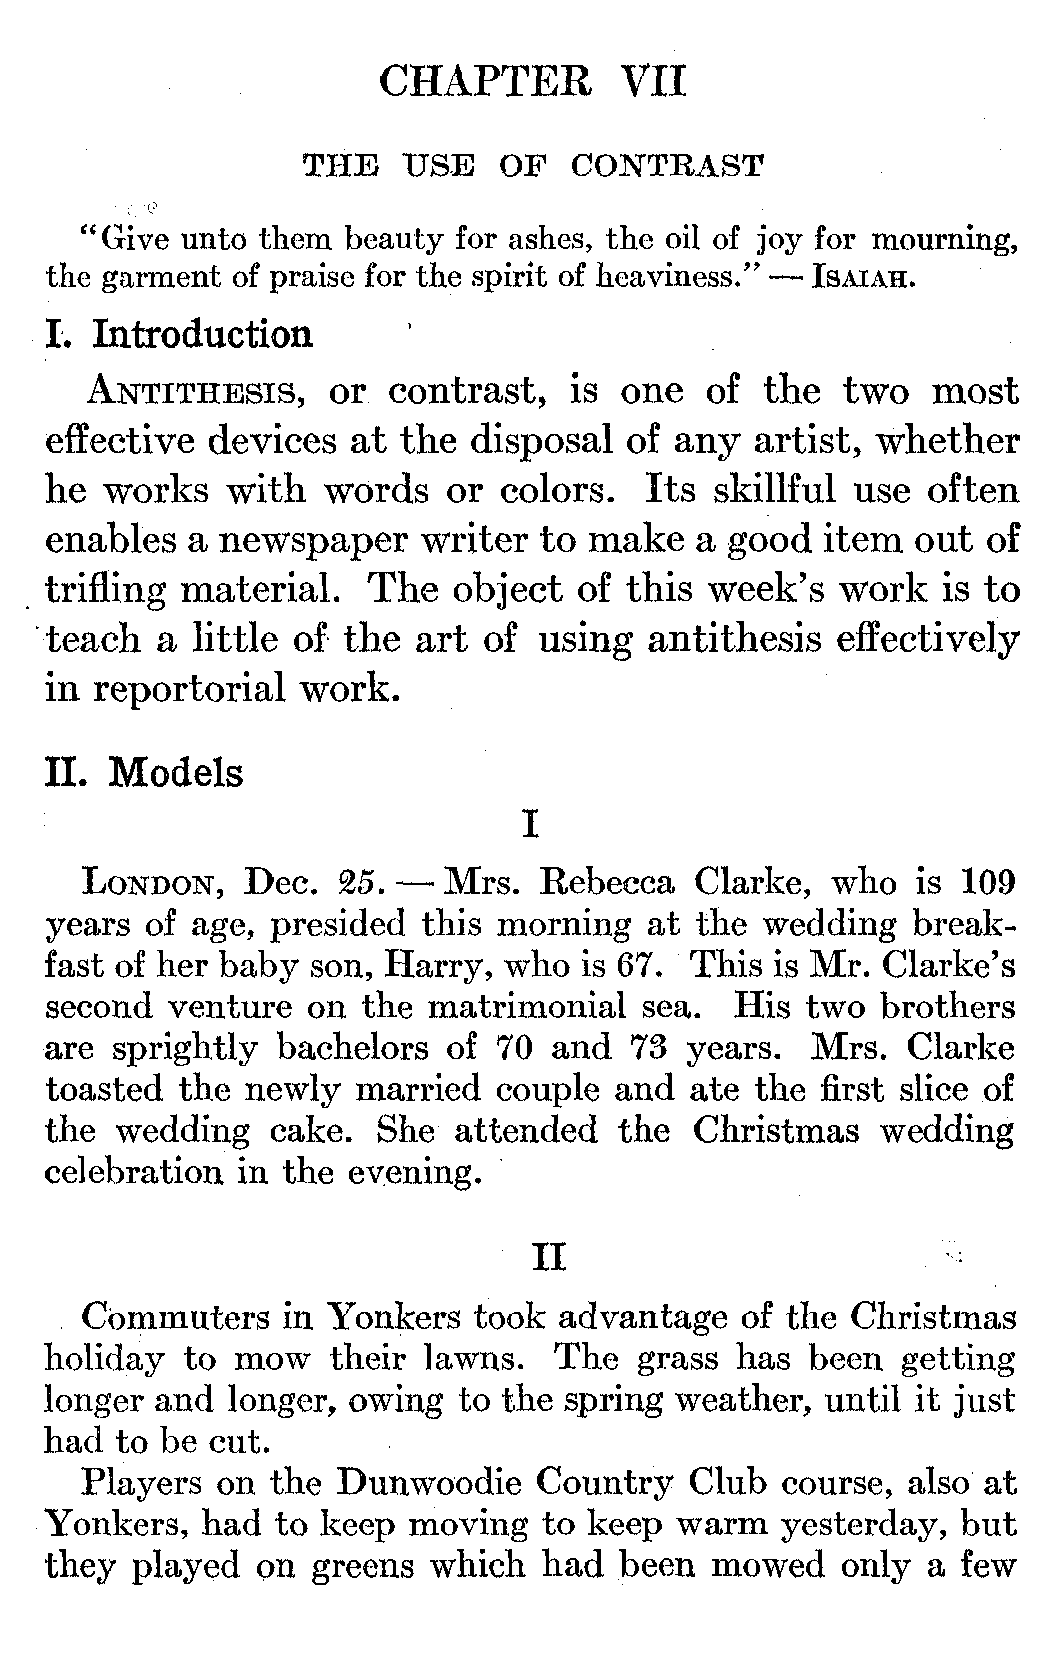 CHAPTER VII
THE USE OF CONTRAST
“Give unto them beauty for ashes, the oil of joy for mourning,
the garment of praise for the spirit of heaviness.” — ISAIAH.
I. Introduction
ANTITHESIS, or contrast, is one of the two most
effective devices at the disposal of any artist, whether
he works with words or colors. Its skillful use often
enables a newspaper writer to make a good item out of
trifling material. The object of this week’s work is to
teach a little of the art of using antithesis effectively
in reportorial work.
II. Models
I
LONDON, Dec. 25. — Mrs. Rebecca Clarke, who is 109
years of age, presided this morning at the wedding break-
fast of her baby son, Harry, who is 67. This is Mr. Clarke’s
second venture on the matrimonial sea. His two brothers
are sprightly bachelors of 70 and 73 years. Mrs. Clarke
toasted the newly married couple and ate the first slice of
the wedding cake. She attended the Christmas wedding
celebration in the evening.
II
Commuters in Yonkers took advantage of the Christmas
holiday to mow their lawns. The grass has been getting
longer and longer, owing to the spring weather, until it just
had to be cut.
Players on the Dunwoodie Country Club course, also at
Yonkers, had to keep moving to keep warm yesterday, but
they played on greens which had been mowed only a few